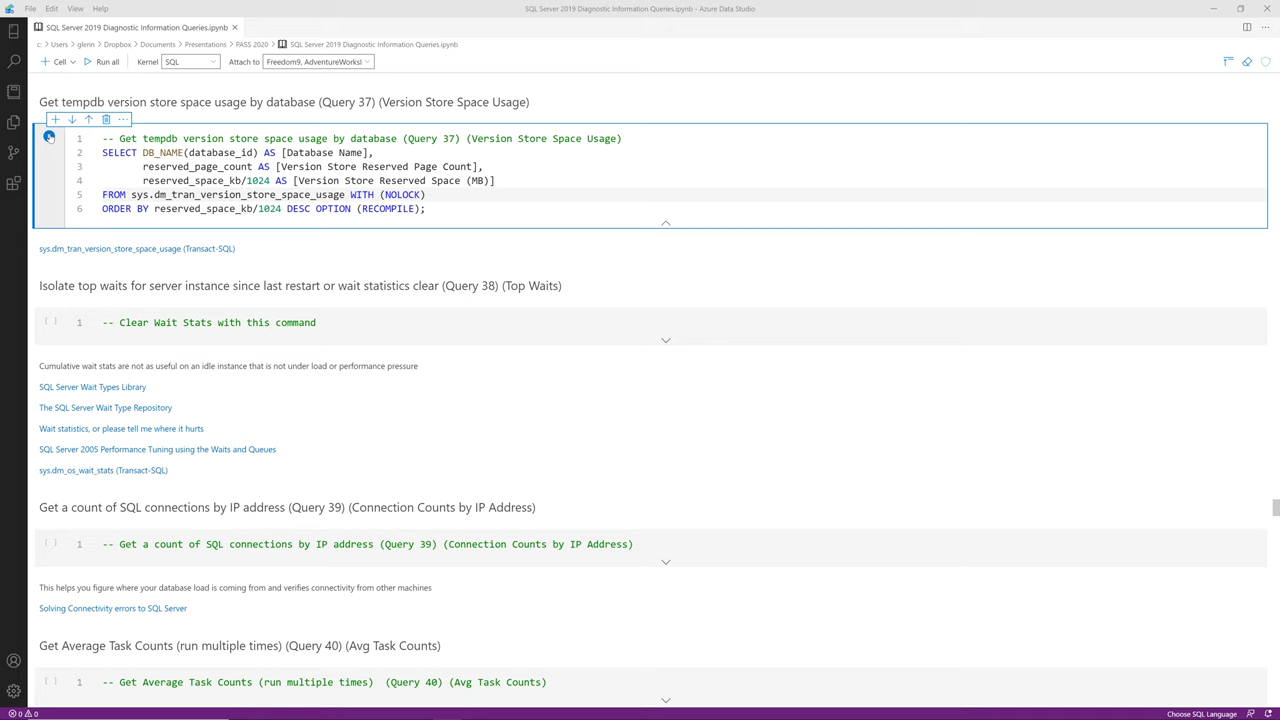 File Edit View Help
SQL Server 2019 Diagnostic Information Queries.ipynb - Azure Data Studio
SQL Server 2019 Diagnostic Information Queries.ipynb
c: > Users > glenn > Dropbox > Documents > Presentations > PASS 2020 > SQL Server 2019 Diagnostic Information Queries.ipynb
+ Cell Run all Kernel SQL Attach to Freedom9, AdventureWorksl
Get tempdb version store space usage by database (Query 37) (Version Store Space Usage)
1 -- Get tempdb version store space usage by database (Query 37) (Version Store Space Usage)
2 SELECT DB_NAME(database_id) AS [Database Name],
3 reserved_page_count AS [Version Store Reserved Page Count],
4 reserved_space_kb/1024 AS [Version Store Reserved Space (MB)]
5 FROM sys.dm_tran_version_store_space_usage WITH (NOLOCK)
6 ORDER BY reserved_space_kb/1024 DESC OPTION (RECOMPILE);
sys.dm_tran_version_store_space_usage (Transact-SQL)
Isolate top waits for server instance since last restart or wait statistics clear (Query 38) (Top Waits)
[ ] 1 -- Clear Wait Stats with this command
Cumulative wait stats are not as useful on an idle instance that is not under load or performance pressure
SQL Server Wait Types Library
The SQL Server Wait Type Repository
Wait statistics, or please tell me where it hurts
SQL Server 2005 Performance Tuning using the Waits and Queues
sys.dm_os_wait_stats (Transact-SQL)
Get a count of SQL connections by IP address (Query 39) (Connection Counts by IP Address)
[ ] 1 -- Get a count of SQL connections by IP address (Query 39) (Connection Counts by IP Address)
This helps you figure where your database load is coming from and verifies connectivity from other machines
Solving Connectivity errors to SQL Server
Get Average Task Counts (run multiple times) (Query 40) (Avg Task Counts)
[ ] 1 -- Get Average Task Counts (run multiple times)  (Query 40) (Avg Task Counts)
0 0 Choose SQL Language